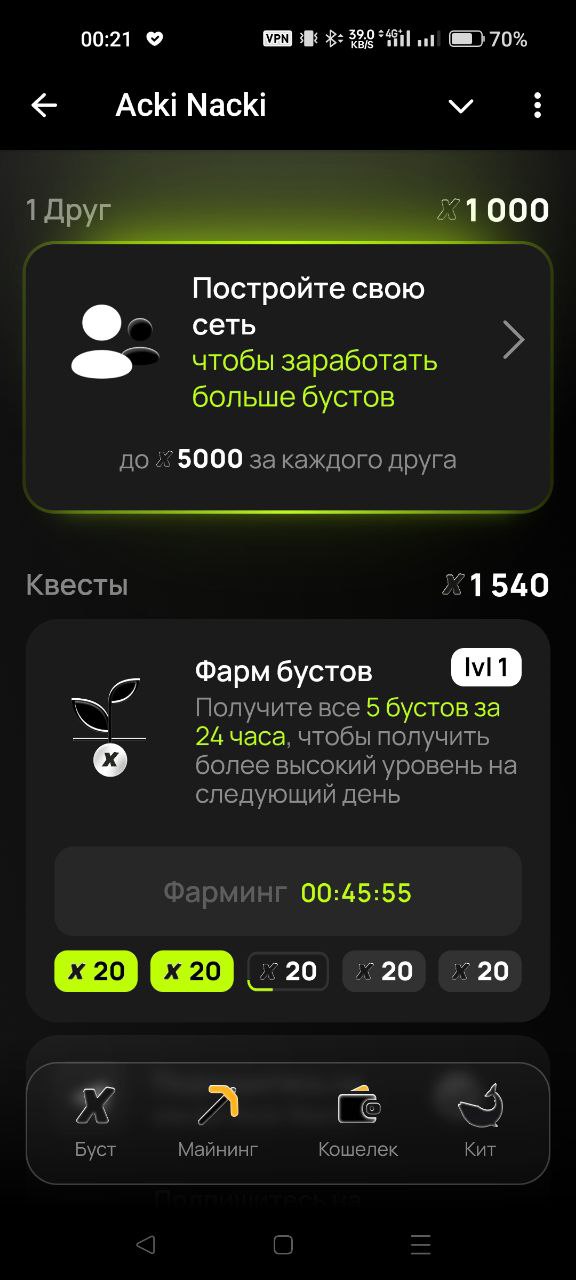 00:21
VPN
39.0
KB/S
4G+
70%
Acki Nacki
1 Друг
X 1 000
Постройте свою
сеть
чтобы заработать
больше бустов
до X 5000 за каждого друга
Квесты
X 1 540
Фарм бустов
lvl 1
Получите все 5 бустов за
24 часа, чтобы получить
более высокий уровень на
следующий день
X
Фарминг 00:45:55
X 20 X 20 X 20 X 20 X 20
Буст Майнинг Кошелек Кит
Подпишитесь на